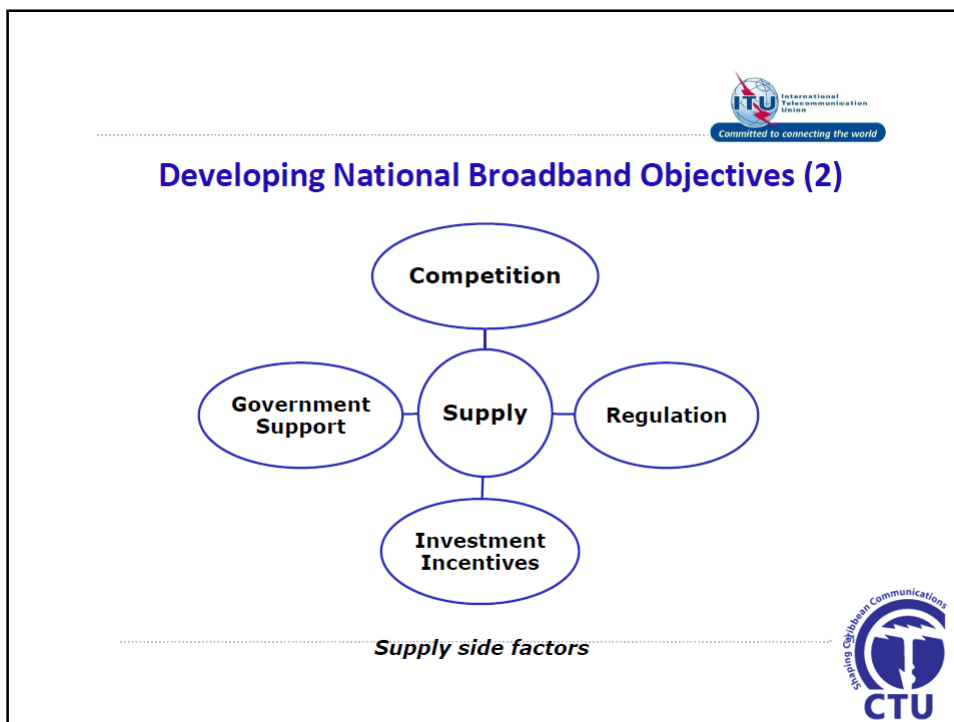 ITU
International
Telecommunication
Union
Committed to connecting the world
Developing National Broadband Objectives (2)
Competition
Government
Support
Supply
Regulation
Investment
Incentives
Supply side factors
Shaping Caribbean Communications
CTU